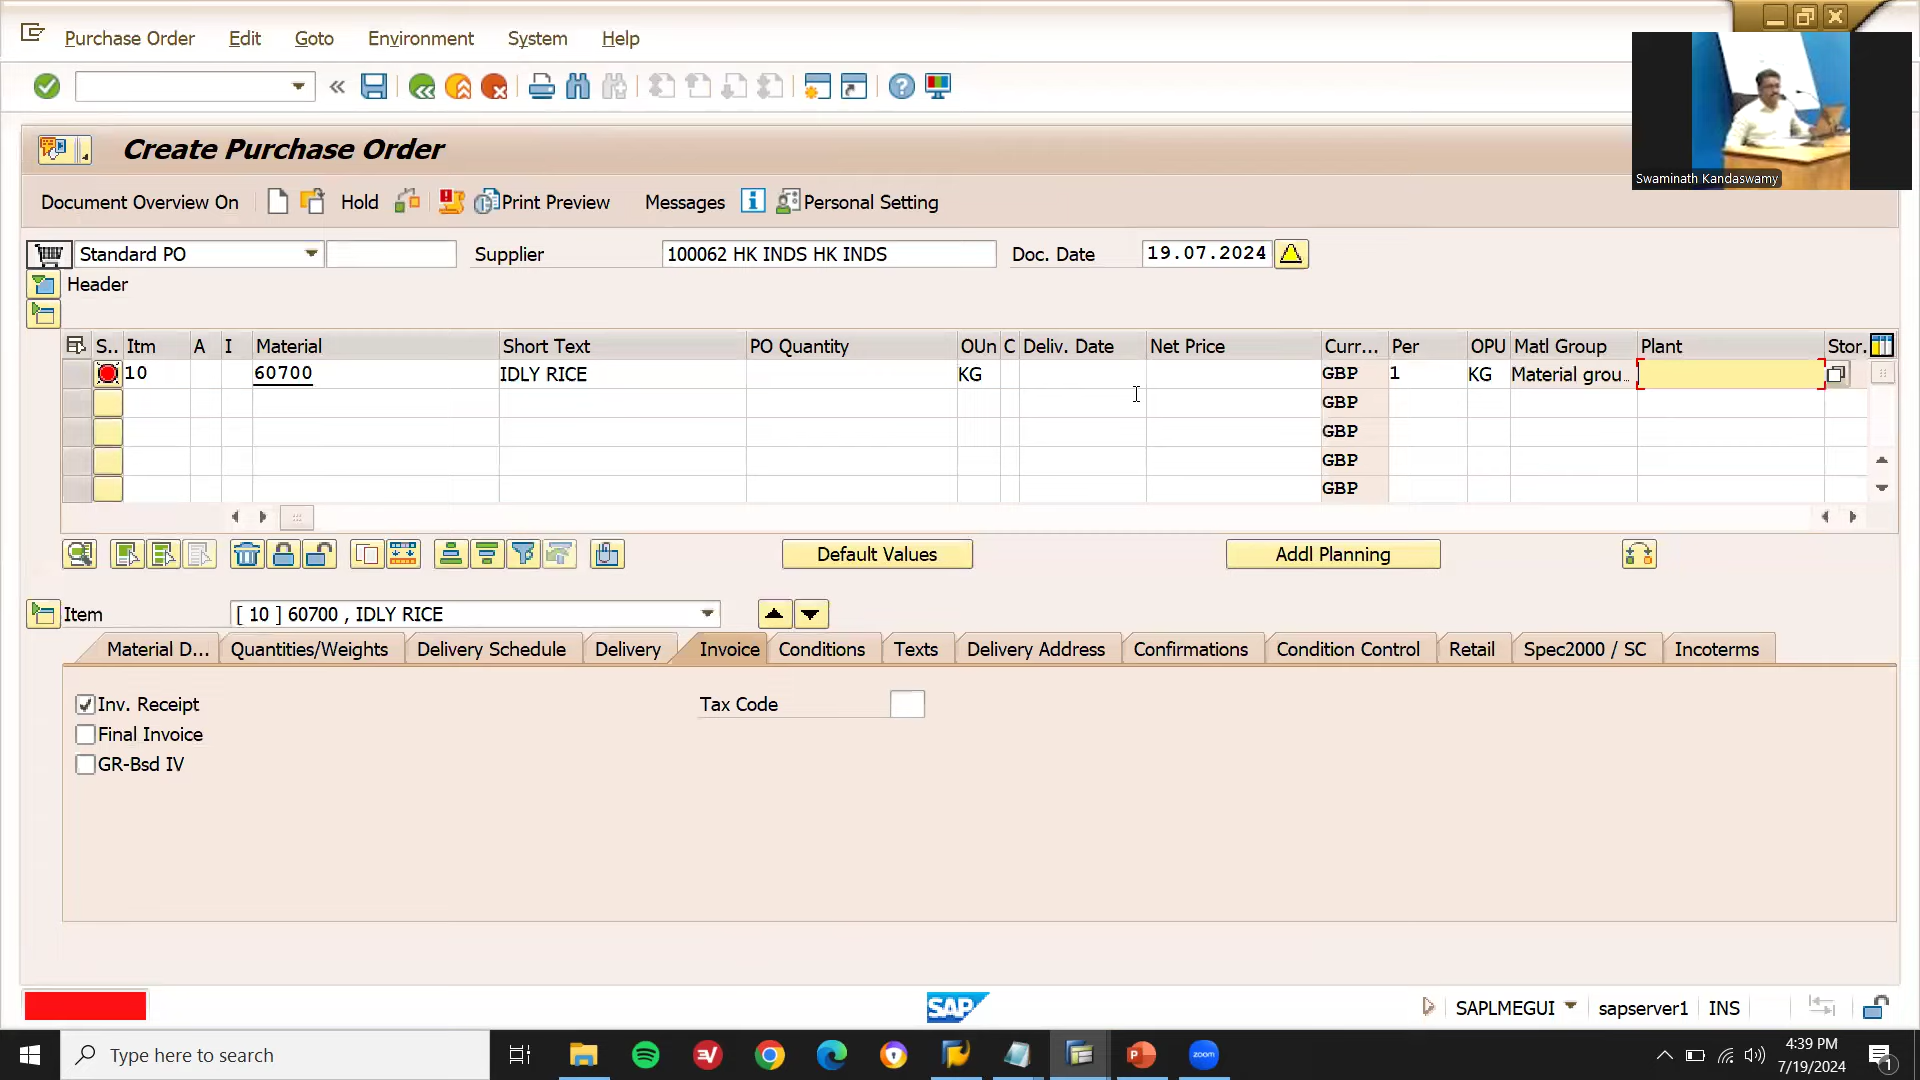 Purchase Order Edit Goto Environment System Help
Swaminath Kandaswamy
Create Purchase Order
Document Overview On Hold Print Preview Messages Personal Setting
Standard PO Supplier 100062 HK INDS HK INDS Doc. Date 19.07.2024
Header
S.. Itm A I Material Short Text PO Quantity OUn C Deliv. Date Net Price Curr... Per OPU Matl Group Plant Stor.
10 60700 IDLY RICE KG GBP 1 KG Material grou...
GBP
GBP
GBP
GBP
Default Values Addl Planning
Item [ 10 ] 60700 , IDLY RICE
Material D... Quantities/Weights Delivery Schedule Delivery Invoice Conditions Texts Delivery Address Confirmations Condition Control Retail Spec2000 / SC Incoterms
Inv. Receipt Tax Code
Final Invoice
GR-Bsd IV
SAP SAPLMEGUI sapserver1 INS
Type here to search zoom 4:39 PM
7/19/2024 1